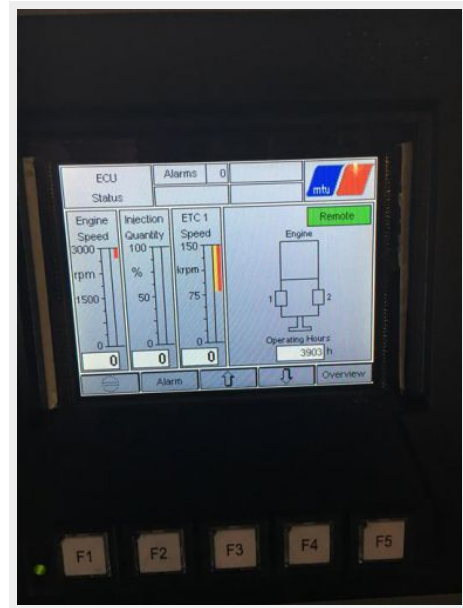 ECU
Status
Alarms 0
mtu
Engine
Speed
3000
rpm
1500
0
0
Injection
Quantity
100
%
50
0
0
ETC 1
Speed
150
krpm
75
0
0
Remote
Engine
1 2
Operating Hours
3903 h
Alarm
Overview
F1 F2 F3 F4 F5